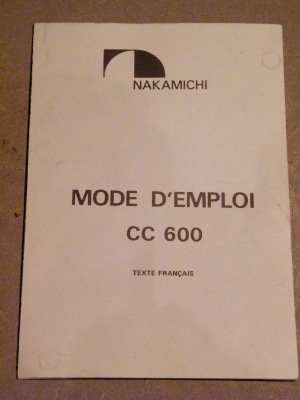 NAKAMICHI
MODE D'EMPLOI
CC 600
TEXTE FRANÇAIS